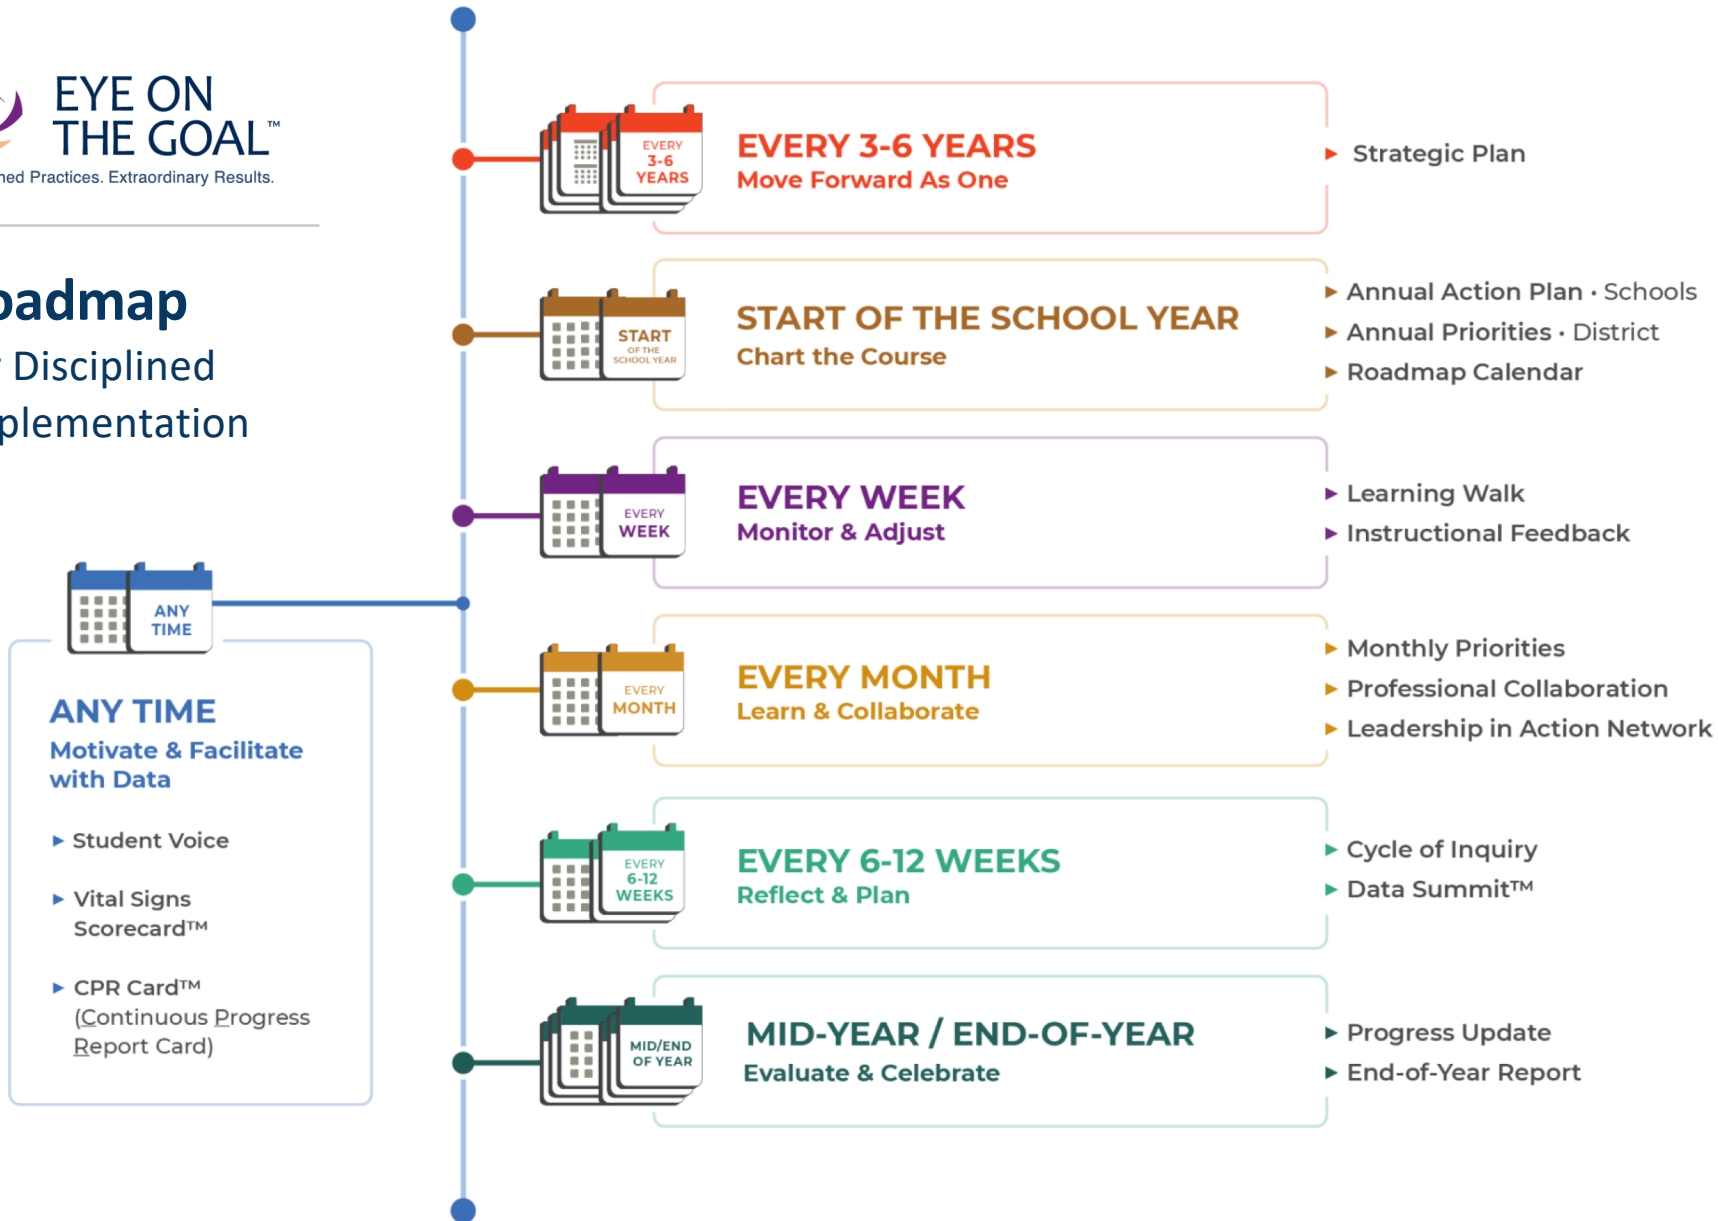 EYE ON
THE GOAL™
Practices. Extraordinary Results.
Disciplined
ANY
TIME
ANY TIME
Motivate & Facilitate
with Data
► Student Voice
► Vital Signs
Scorecard™
► CPR Card™
(Continuous Progress
Report Card)
EVERY
3-6
YEARS
EVERY 3-6 YEARS
Move Forward As One
► Strategic Plan
START
OF THE
SCHOOL YEAR
START OF THE SCHOOL YEAR
Chart the Course
► Annual Action Plan · Schools
► Annual Priorities · District
► Roadmap Calendar
EVERY
WEEK
EVERY WEEK
Monitor & Adjust
► Learning Walk
► Instructional Feedback
EVERY
MONTH
EVERY MONTH
Learn & Collaborate
► Monthly Priorities
► Professional Collaboration
► Leadership in Action Network
EVERY
6-12
WEEKS
EVERY 6-12 WEEKS
Reflect & Plan
► Cycle of Inquiry
► Data Summit™
MID/END
OF YEAR
MID-YEAR / END-OF-YEAR
Evaluate & Celebrate
► Progress Update
► End-of-Year Report